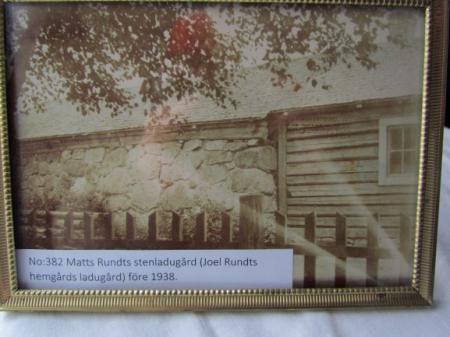 No:382 Matts Rundts stenladugård (Joel Rundts
hemgårds ladugård) före 1938.